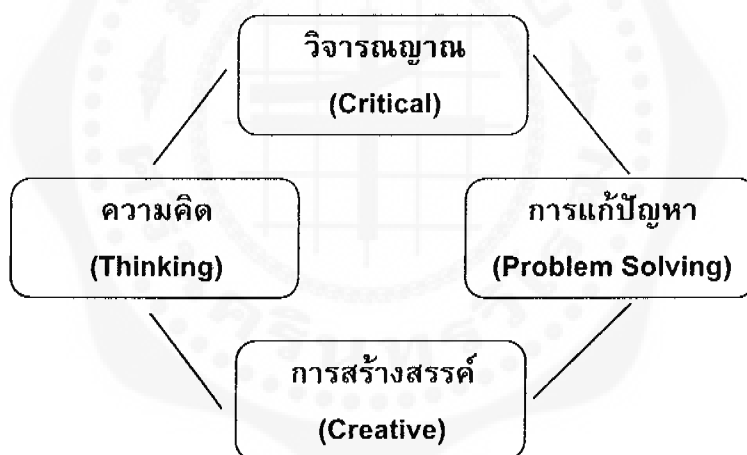 วิจารณญาณ
(Critical)
ความคิด
(Thinking)
การแก้ปัญหา
(Problem Solving)
การสร้างสรรค์
(Creative)